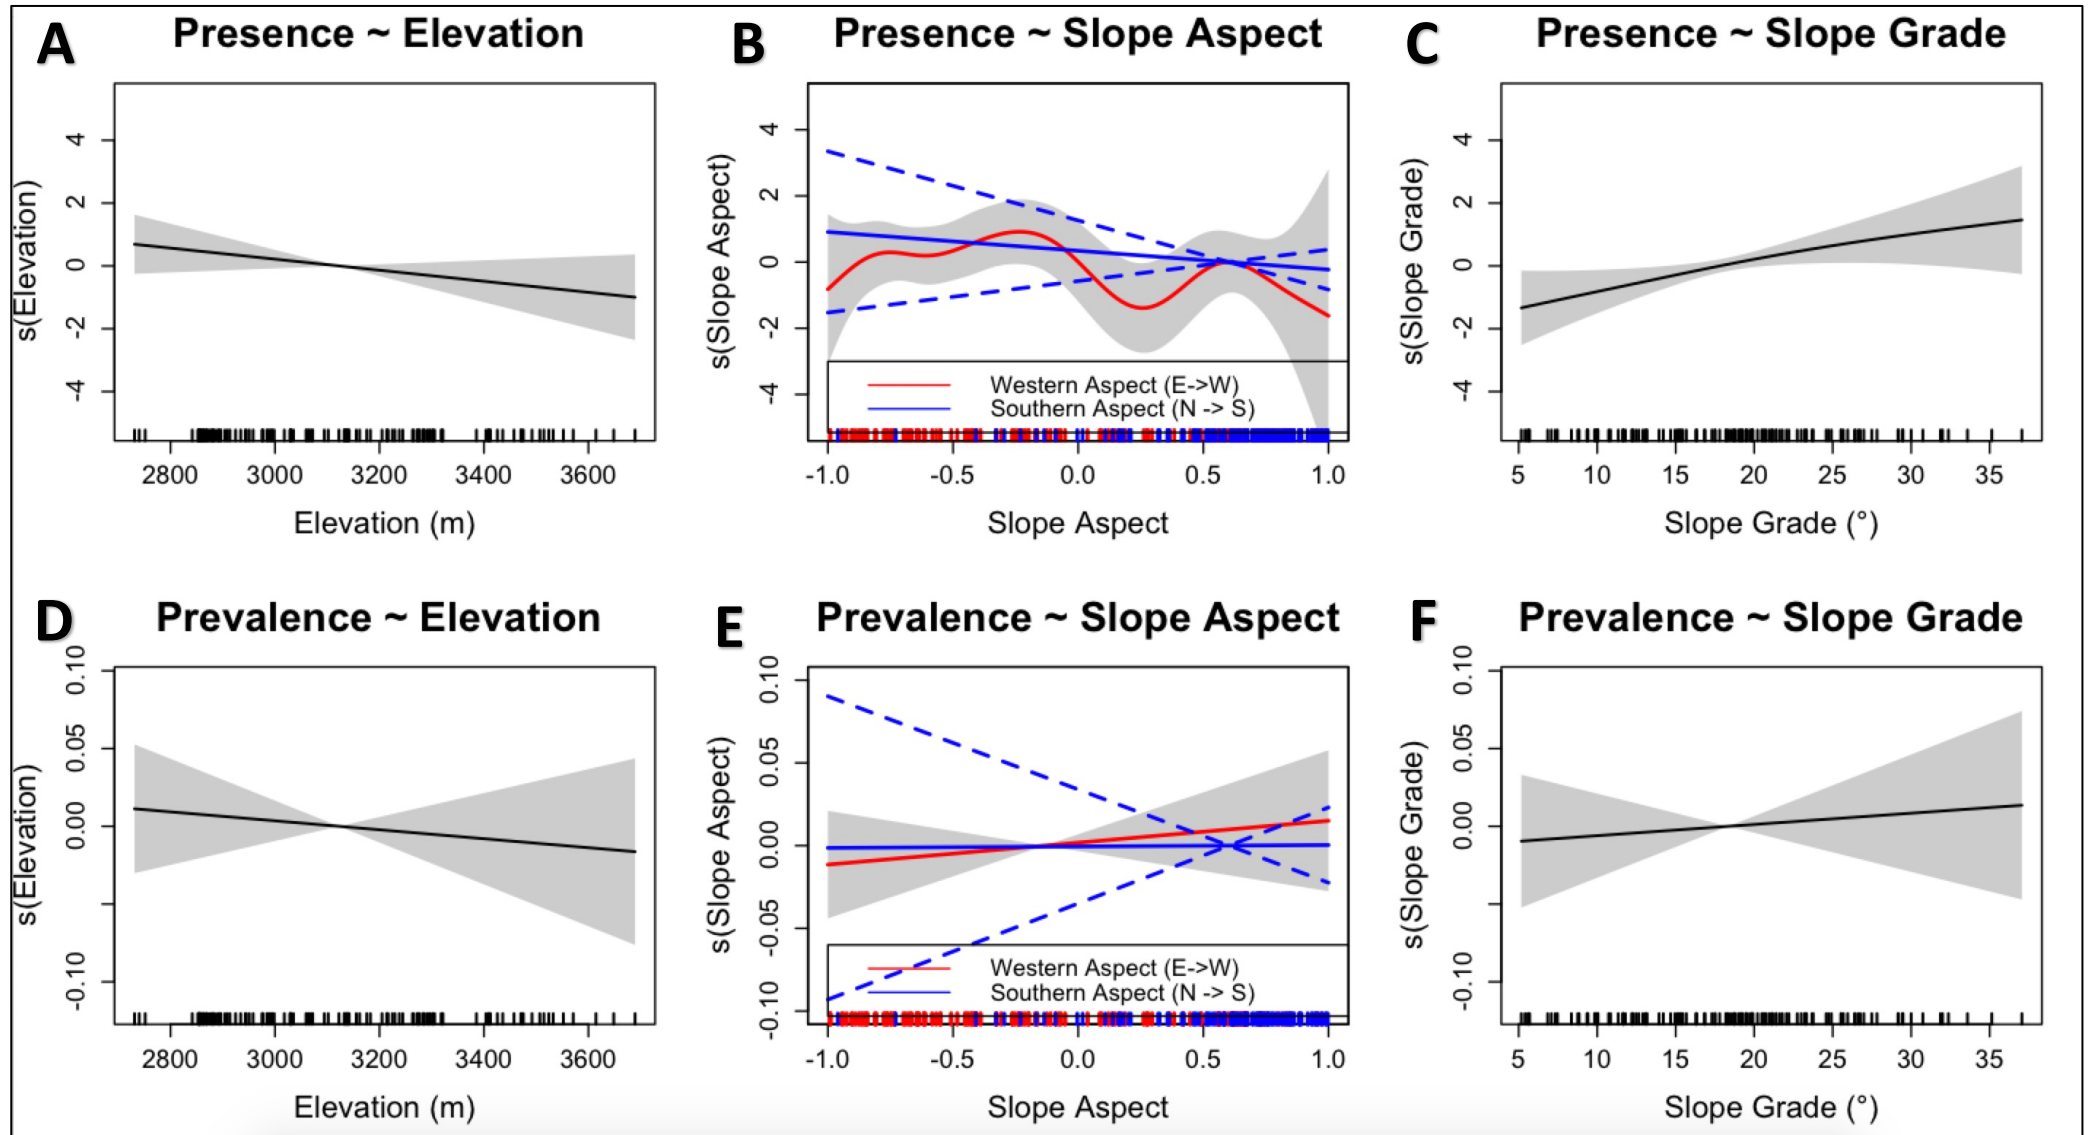 A Presence ~ Elevation
s(Elevation)
4
2
0
-2
-4
2800 3000 3200 3400 3600
Elevation (m)
B Presence ~ Slope Aspect
s(Slope Aspect)
4
2
0
-2
-4
Western Aspect (E->W)
Southern Aspect (N -> S)
-1.0 -0.5 0.0 0.5 1.0
Slope Aspect
C Presence ~ Slope Grade
s(Slope Grade)
4
2
0
-2
-4
5 10 15 20 25 30 35
Slope Grade (°)
D Prevalence ~ Elevation
s(Elevation)
0.10
0.05
0.00
-0.10
2800 3000 3200 3400 3600
Elevation (m)
E Prevalence ~ Slope Aspect
s(Slope Aspect)
0.10
0.05
0.00
-0.05
-0.10
Western Aspect (E->W)
Southern Aspect (N -> S)
-1.0 -0.5 0.0 0.5 1.0
Slope Aspect
F Prevalence ~ Slope Grade
s(Slope Grade)
0.10
0.05
0.00
-0.10
5 10 15 20 25 30 35
Slope Grade (°)